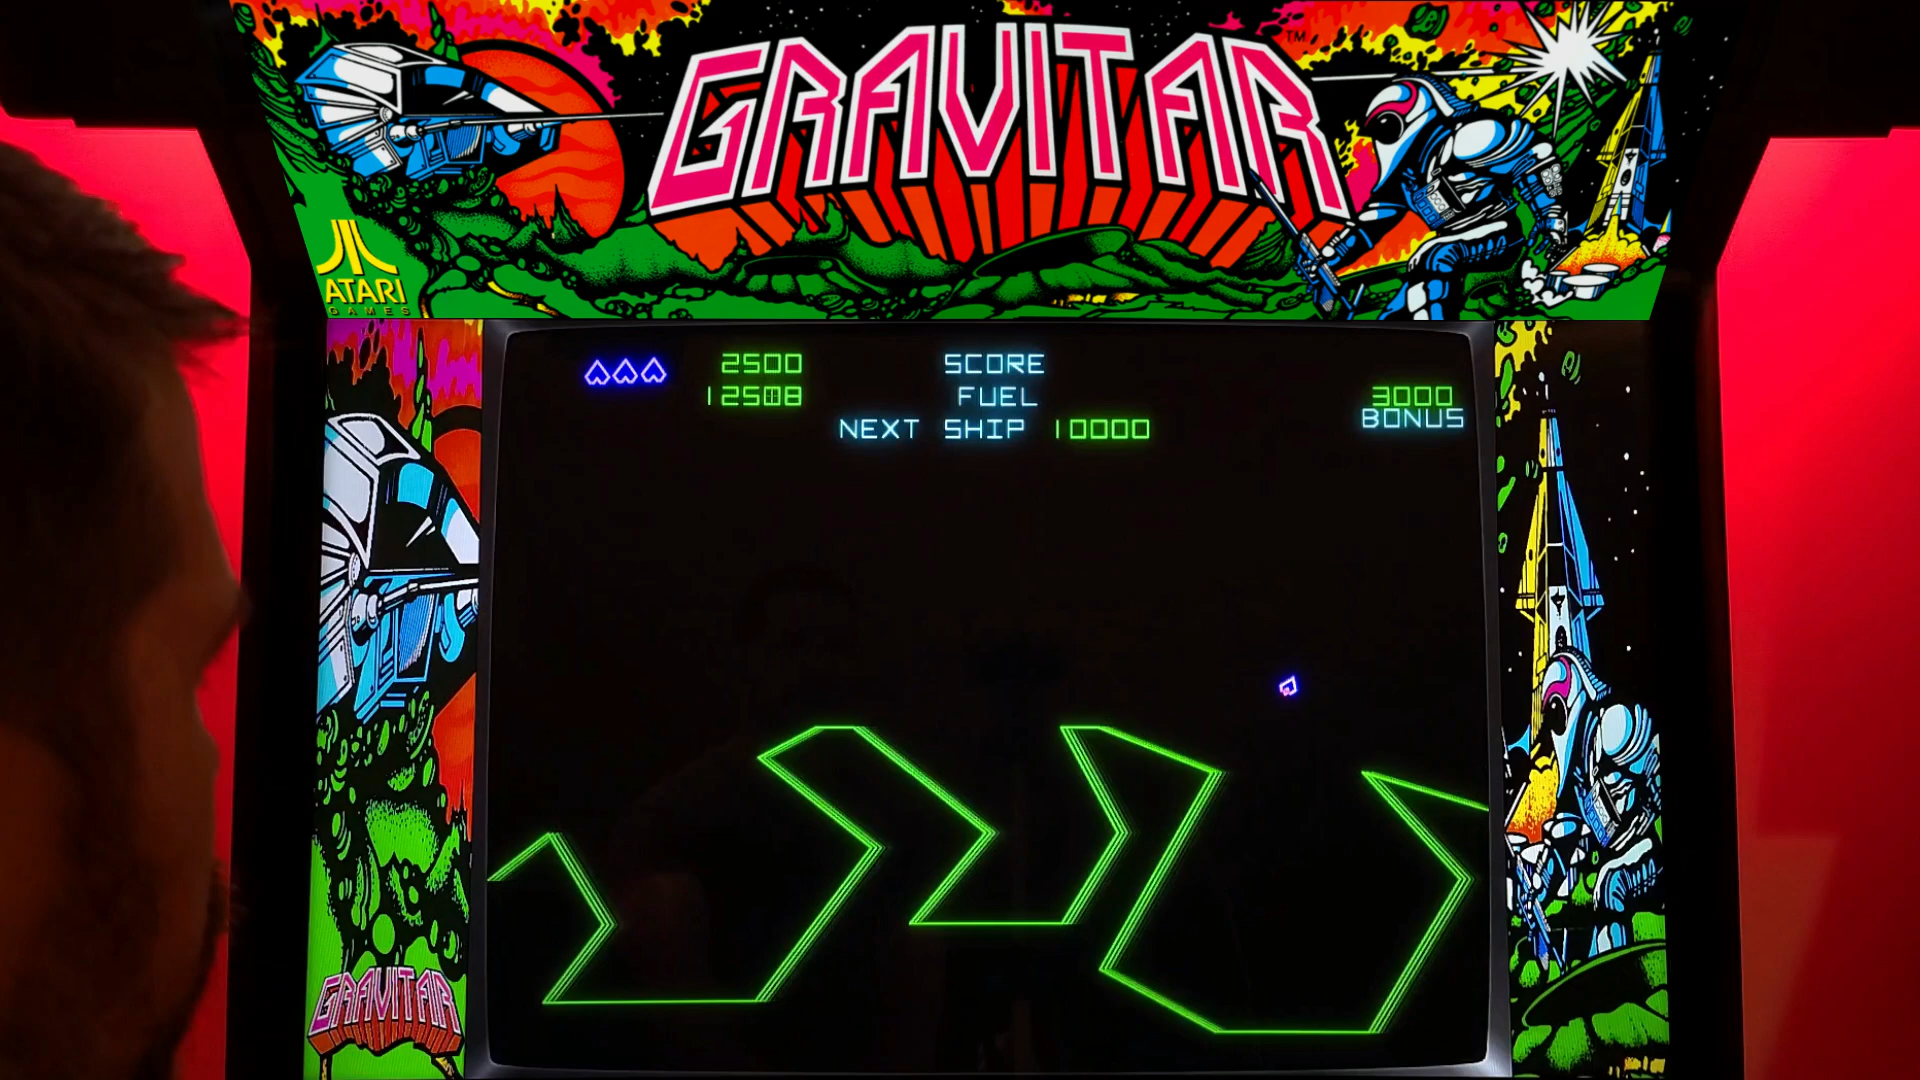 GRAVITAR
TM
ATARI
GAMES
2500 SCORE
12508 FUEL
NEXT SHIP 10000
3000
BONUS
GRAVITAR